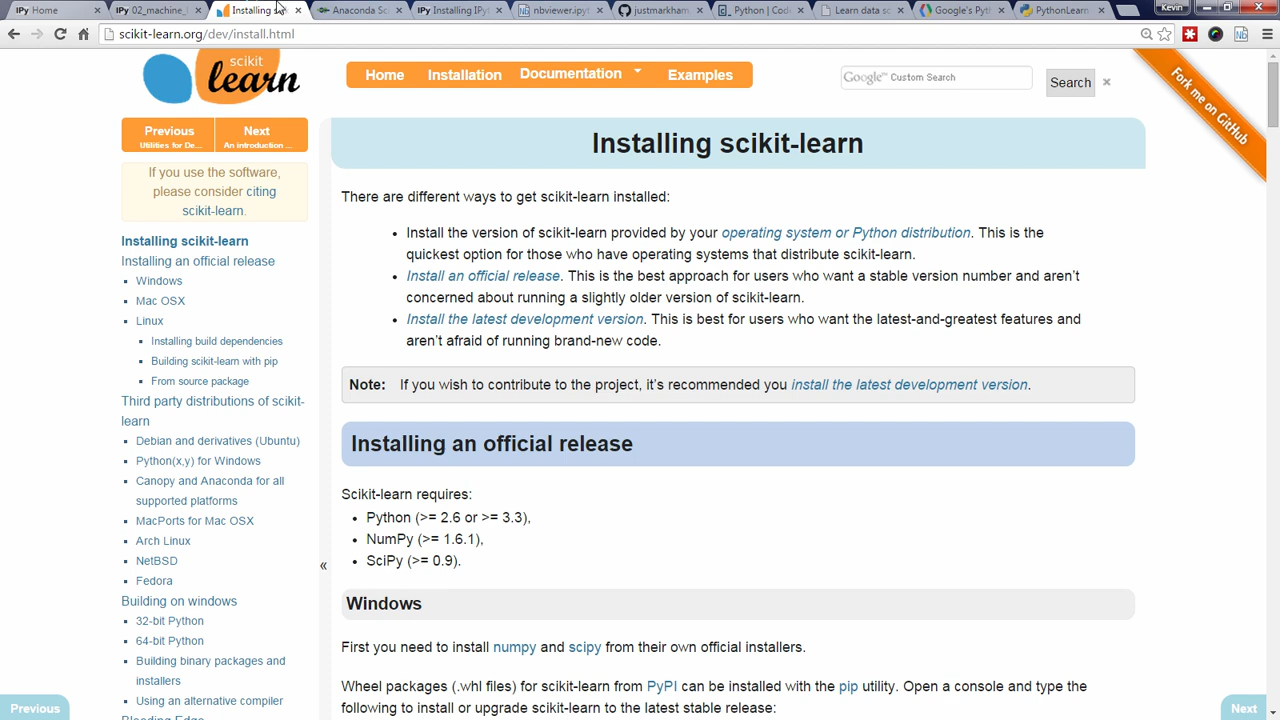 IPy Home
IPy 02_machine_
Installing s
Anaconda Sc
IPy Installing IPy
nbviewer.ipy
justmarkham
Python | Cod
Learn data sc
Google's Pyt
PythonLearn
Kevin
scikit-learn.org/dev/install.html
scikit
learn
Home
Installation
Documentation
Examples
Google Custom Search
Search
Fork me on GitHub
Previous
Utilities for De...
Next
An introduction ...
If you use the software,
please consider citing
scikit-learn.
Installing scikit-learn
Installing an official release
Windows
Mac OSX
Linux
Installing build dependencies
Building scikit-learn with pip
From source package
Third party distributions of scikit-
learn
Debian and derivatives (Ubuntu)
Python(x,y) for Windows
Canopy and Anaconda for all
supported platforms
MacPorts for Mac OSX
Arch Linux
NetBSD
Fedora
Building on windows
32-bit Python
64-bit Python
Building binary packages and
installers
Using an alternative compiler
Bleeding Edge
«
Installing scikit-learn
There are different ways to get scikit-learn installed:
• Install the version of scikit-learn provided by your operating system or Python distribution. This is the
quickest option for those who have operating systems that distribute scikit-learn.
• Install an official release. This is the best approach for users who want a stable version number and aren't
concerned about running a slightly older version of scikit-learn.
• Install the latest development version. This is best for users who want the latest-and-greatest features and
aren't afraid of running brand-new code.
Note: If you wish to contribute to the project, it's recommended you install the latest development version.
Installing an official release
Scikit-learn requires:
• Python (>= 2.6 or >= 3.3),
• NumPy (>= 1.6.1),
• SciPy (>= 0.9).
Windows
First you need to install numpy and scipy from their own official installers.
Wheel packages (.whl files) for scikit-learn from PyPI can be installed with the pip utility. Open a console and type the
following to install or upgrade scikit-learn to the latest stable release:
Previous
Next